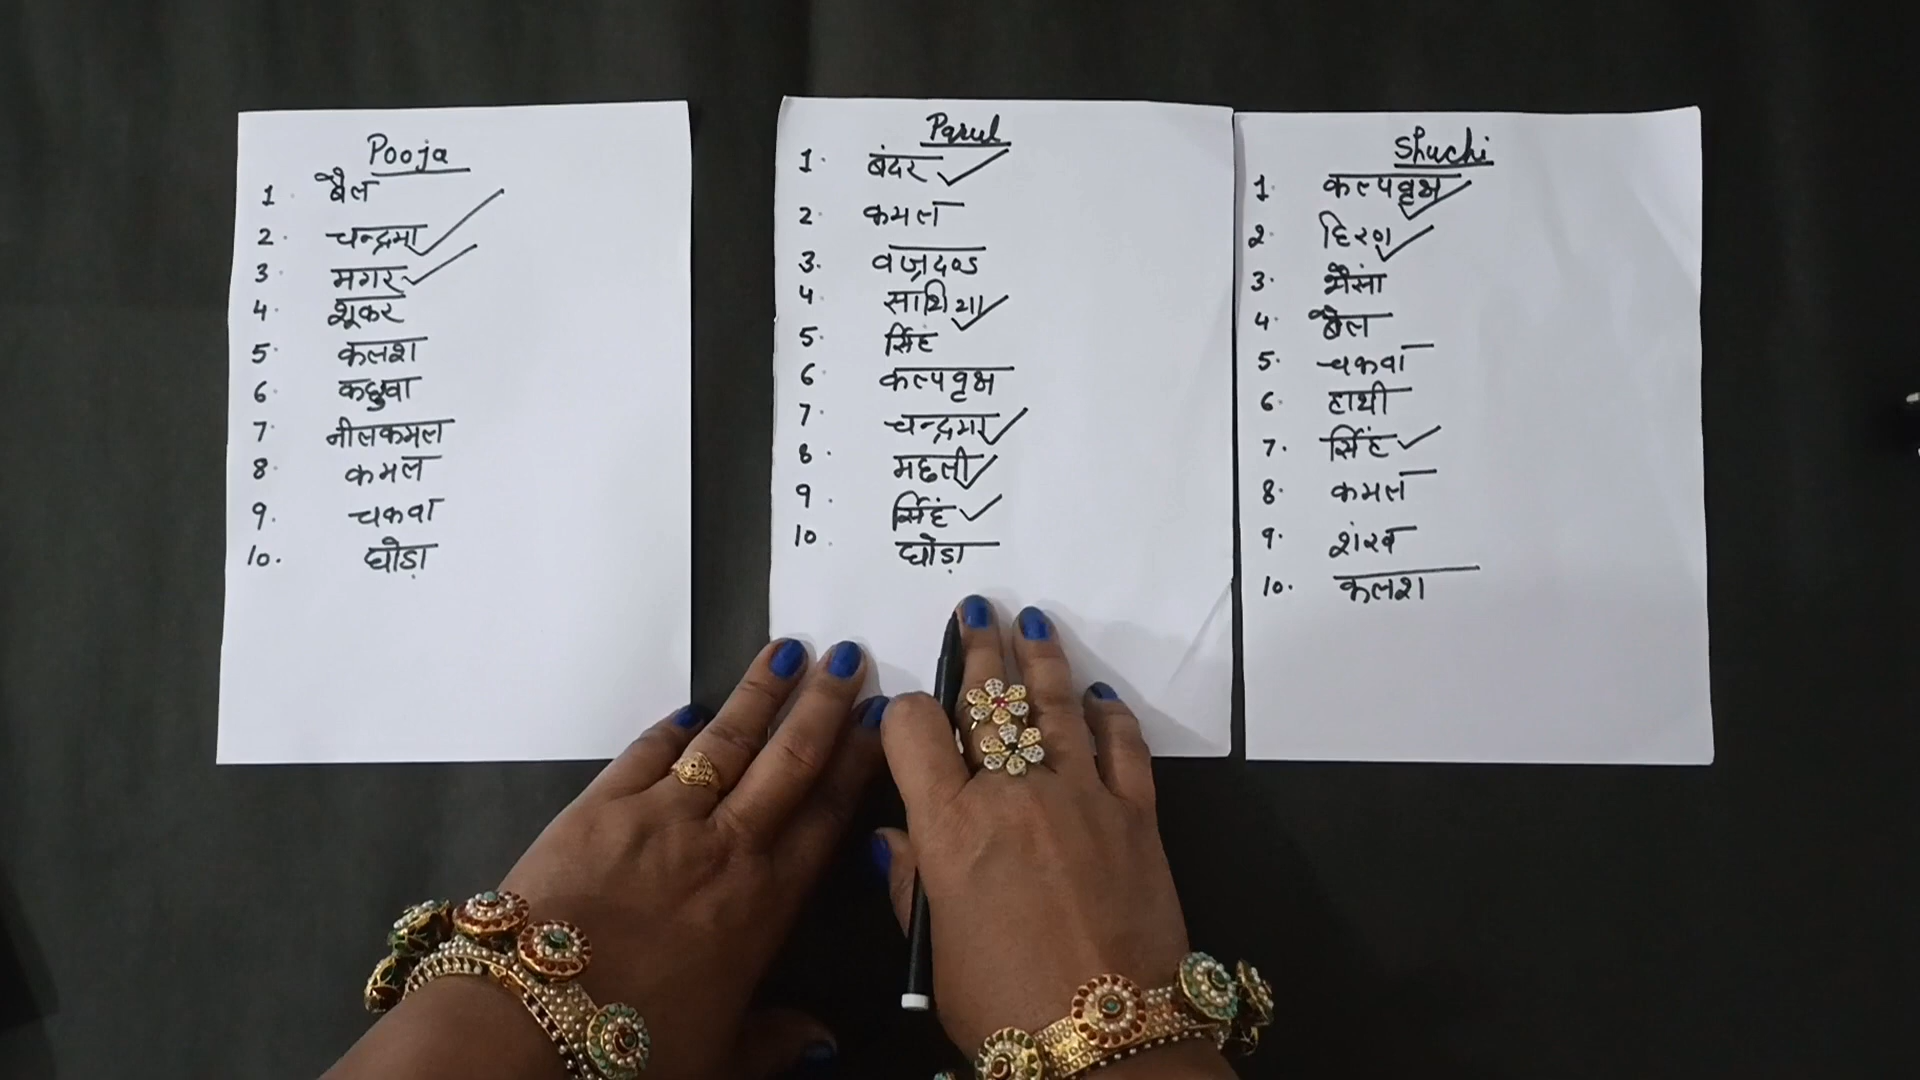 Pooja
1. बैल
2. चन्द्रमा ✓
3. मगर ✓
4. शूकर
5. कलश
6. कछुवा
7. नीलकमल
8. कमल
9. चकवा
10. घोड़ा
Parul
1. बंदर ✓
2. कमल
3. वज्रदण्ड
4. साथिया ✓
5. सिंह
6. कल्पवृक्ष
7. चन्द्रमा ✓
8. मछली ✓
9. सिंह ✓
10. घोड़ा
Shuchi
1. कल्पवृक्ष ✓
2. हिरण ✓
3. भैंसा
4. बैल
5. चकवा
6. हाथी
7. सिंह ✓
8. कमल
9. शंख
10. कलश